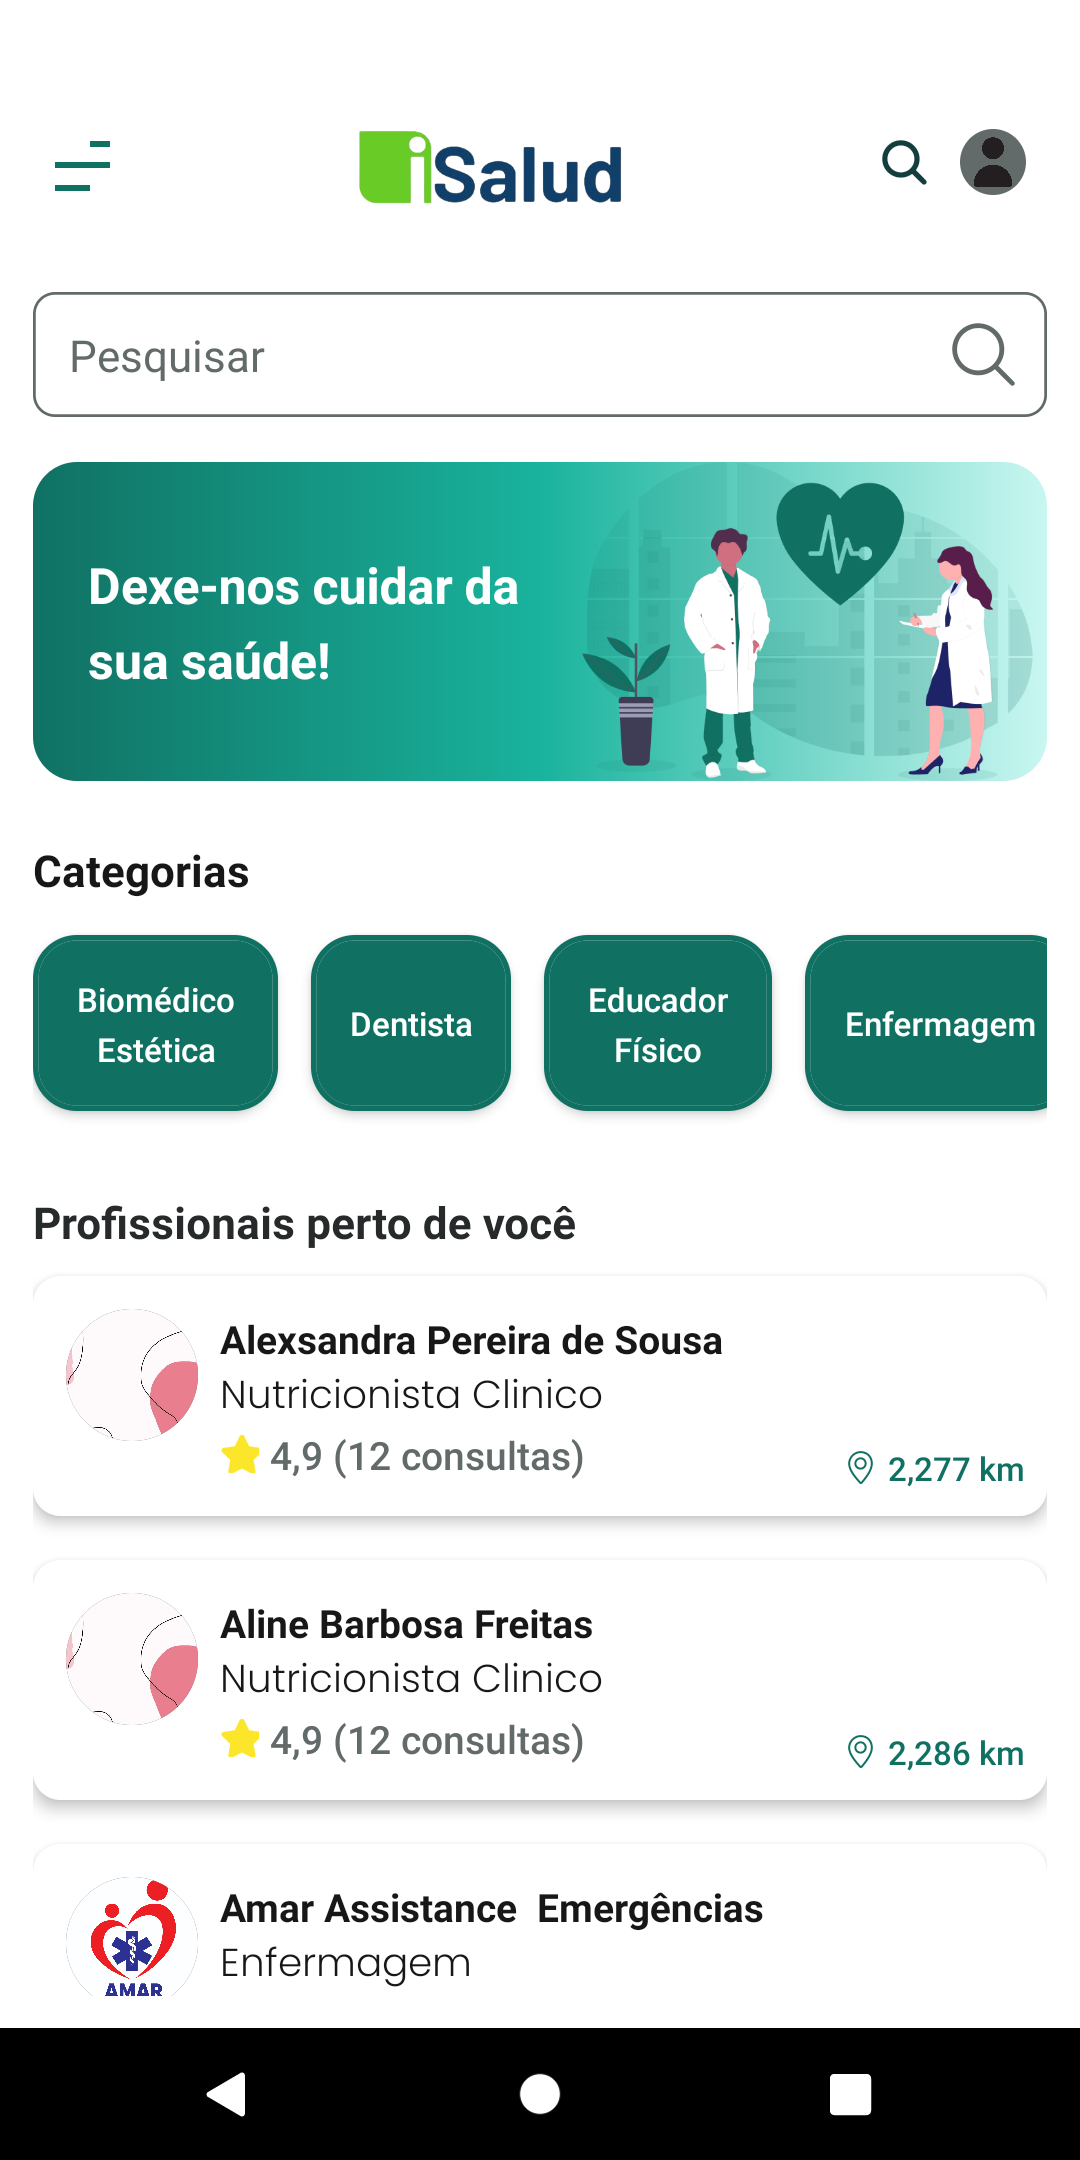 iSalud
Pesquisar
Dexe-nos cuidar da
sua saúde!
Categorias
Biomédico
Estética
Dentista
Educador
Físico
Enfermagem
Profissionais perto de você
Alexsandra Pereira de Sousa
Nutricionista Clinico
4,9 (12 consultas)
2,277 km
Aline Barbosa Freitas
Nutricionista Clinico
4,9 (12 consultas)
2,286 km
Amar Assistance  Emergências
Enfermagem
AMAR